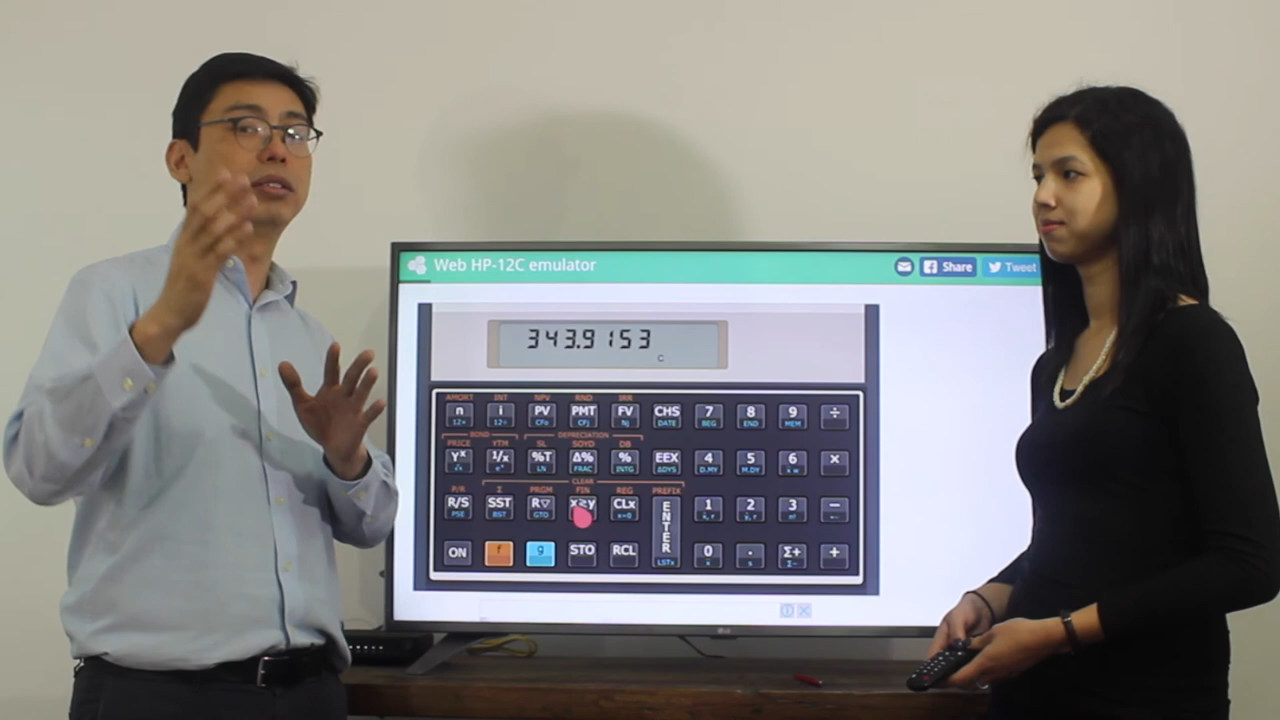 Web HP-12C emulator
Share
Tweet
343.9153
C
AMORT INT NPV RND IRR
n i PV PMT FV CHS 7 8 9 ÷
12× 12÷ CFo CFj Nj DATE BEG END MEM
BOND DEPRECIATION
PRICE YTM SL SOYD DB
Yx 1/x %T Δ% % EEX 4 5 6 ×
LN FRAC INTG ΔDYS D.MY M.DY
CLEAR
P/R Σ PRGM FIN REG PREFIX
R/S SST R▽ x≷y CLx ENTER 1 2 3 −
PSE BST GTO x=0 n!
ON f g STO RCL 0 . Σ+ +
LSTx Σ−
LG